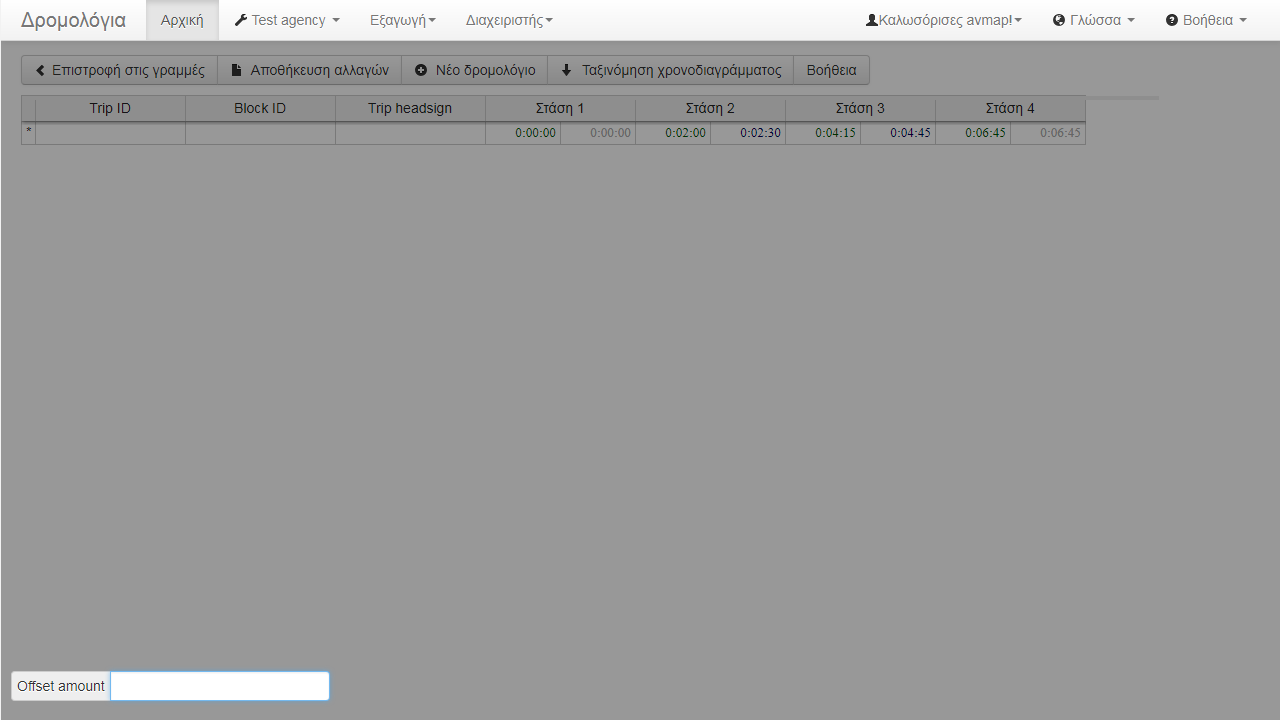 Δρομολόγια Αρχική Test agency Εξαγωγή Διαχειριστής Καλωσόρισες avmap! Γλώσσα Βοήθεια
Επιστροφή στις γραμμές Αποθήκευση αλλαγών Νέο δρομολόγιο Ταξινόμηση χρονοδιαγράμματος Βοήθεια
Trip ID Block ID Trip headsign Στάση 1 Στάση 2 Στάση 3 Στάση 4
* 0:00:00 0:00:00 0:02:00 0:02:30 0:04:15 0:04:45 0:06:45 0:06:45
Offset amount